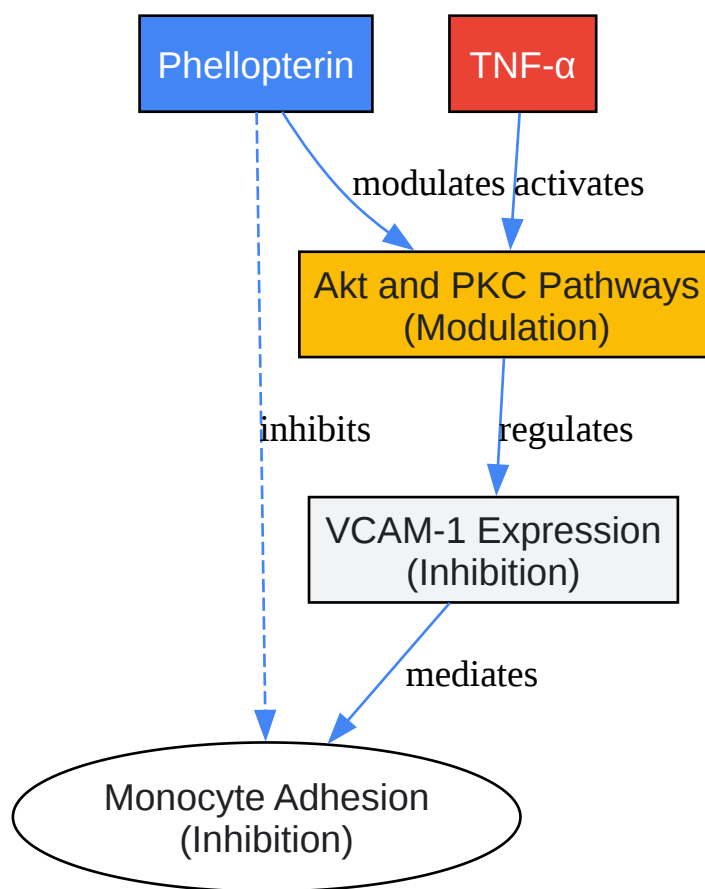 Phellopterin
TNF-α
modulates
activates
Akt and PKC Pathways
(Modulation)
inhibits
regulates
VCAM-1 Expression
(Inhibition)
mediates
Monocyte Adhesion
(Inhibition)